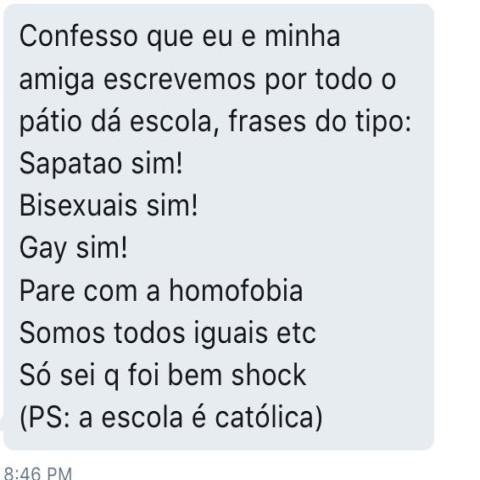 Confesso que eu e minha
amiga escrevemos por todo o
pátio dá escola, frases do tipo:
Sapatao sim!
Bisexuais sim!
Gay sim!
Pare com a homofobia
Somos todos iguais etc
Só sei q foi bem shock
(PS: a escola é católica)
8:46 PM